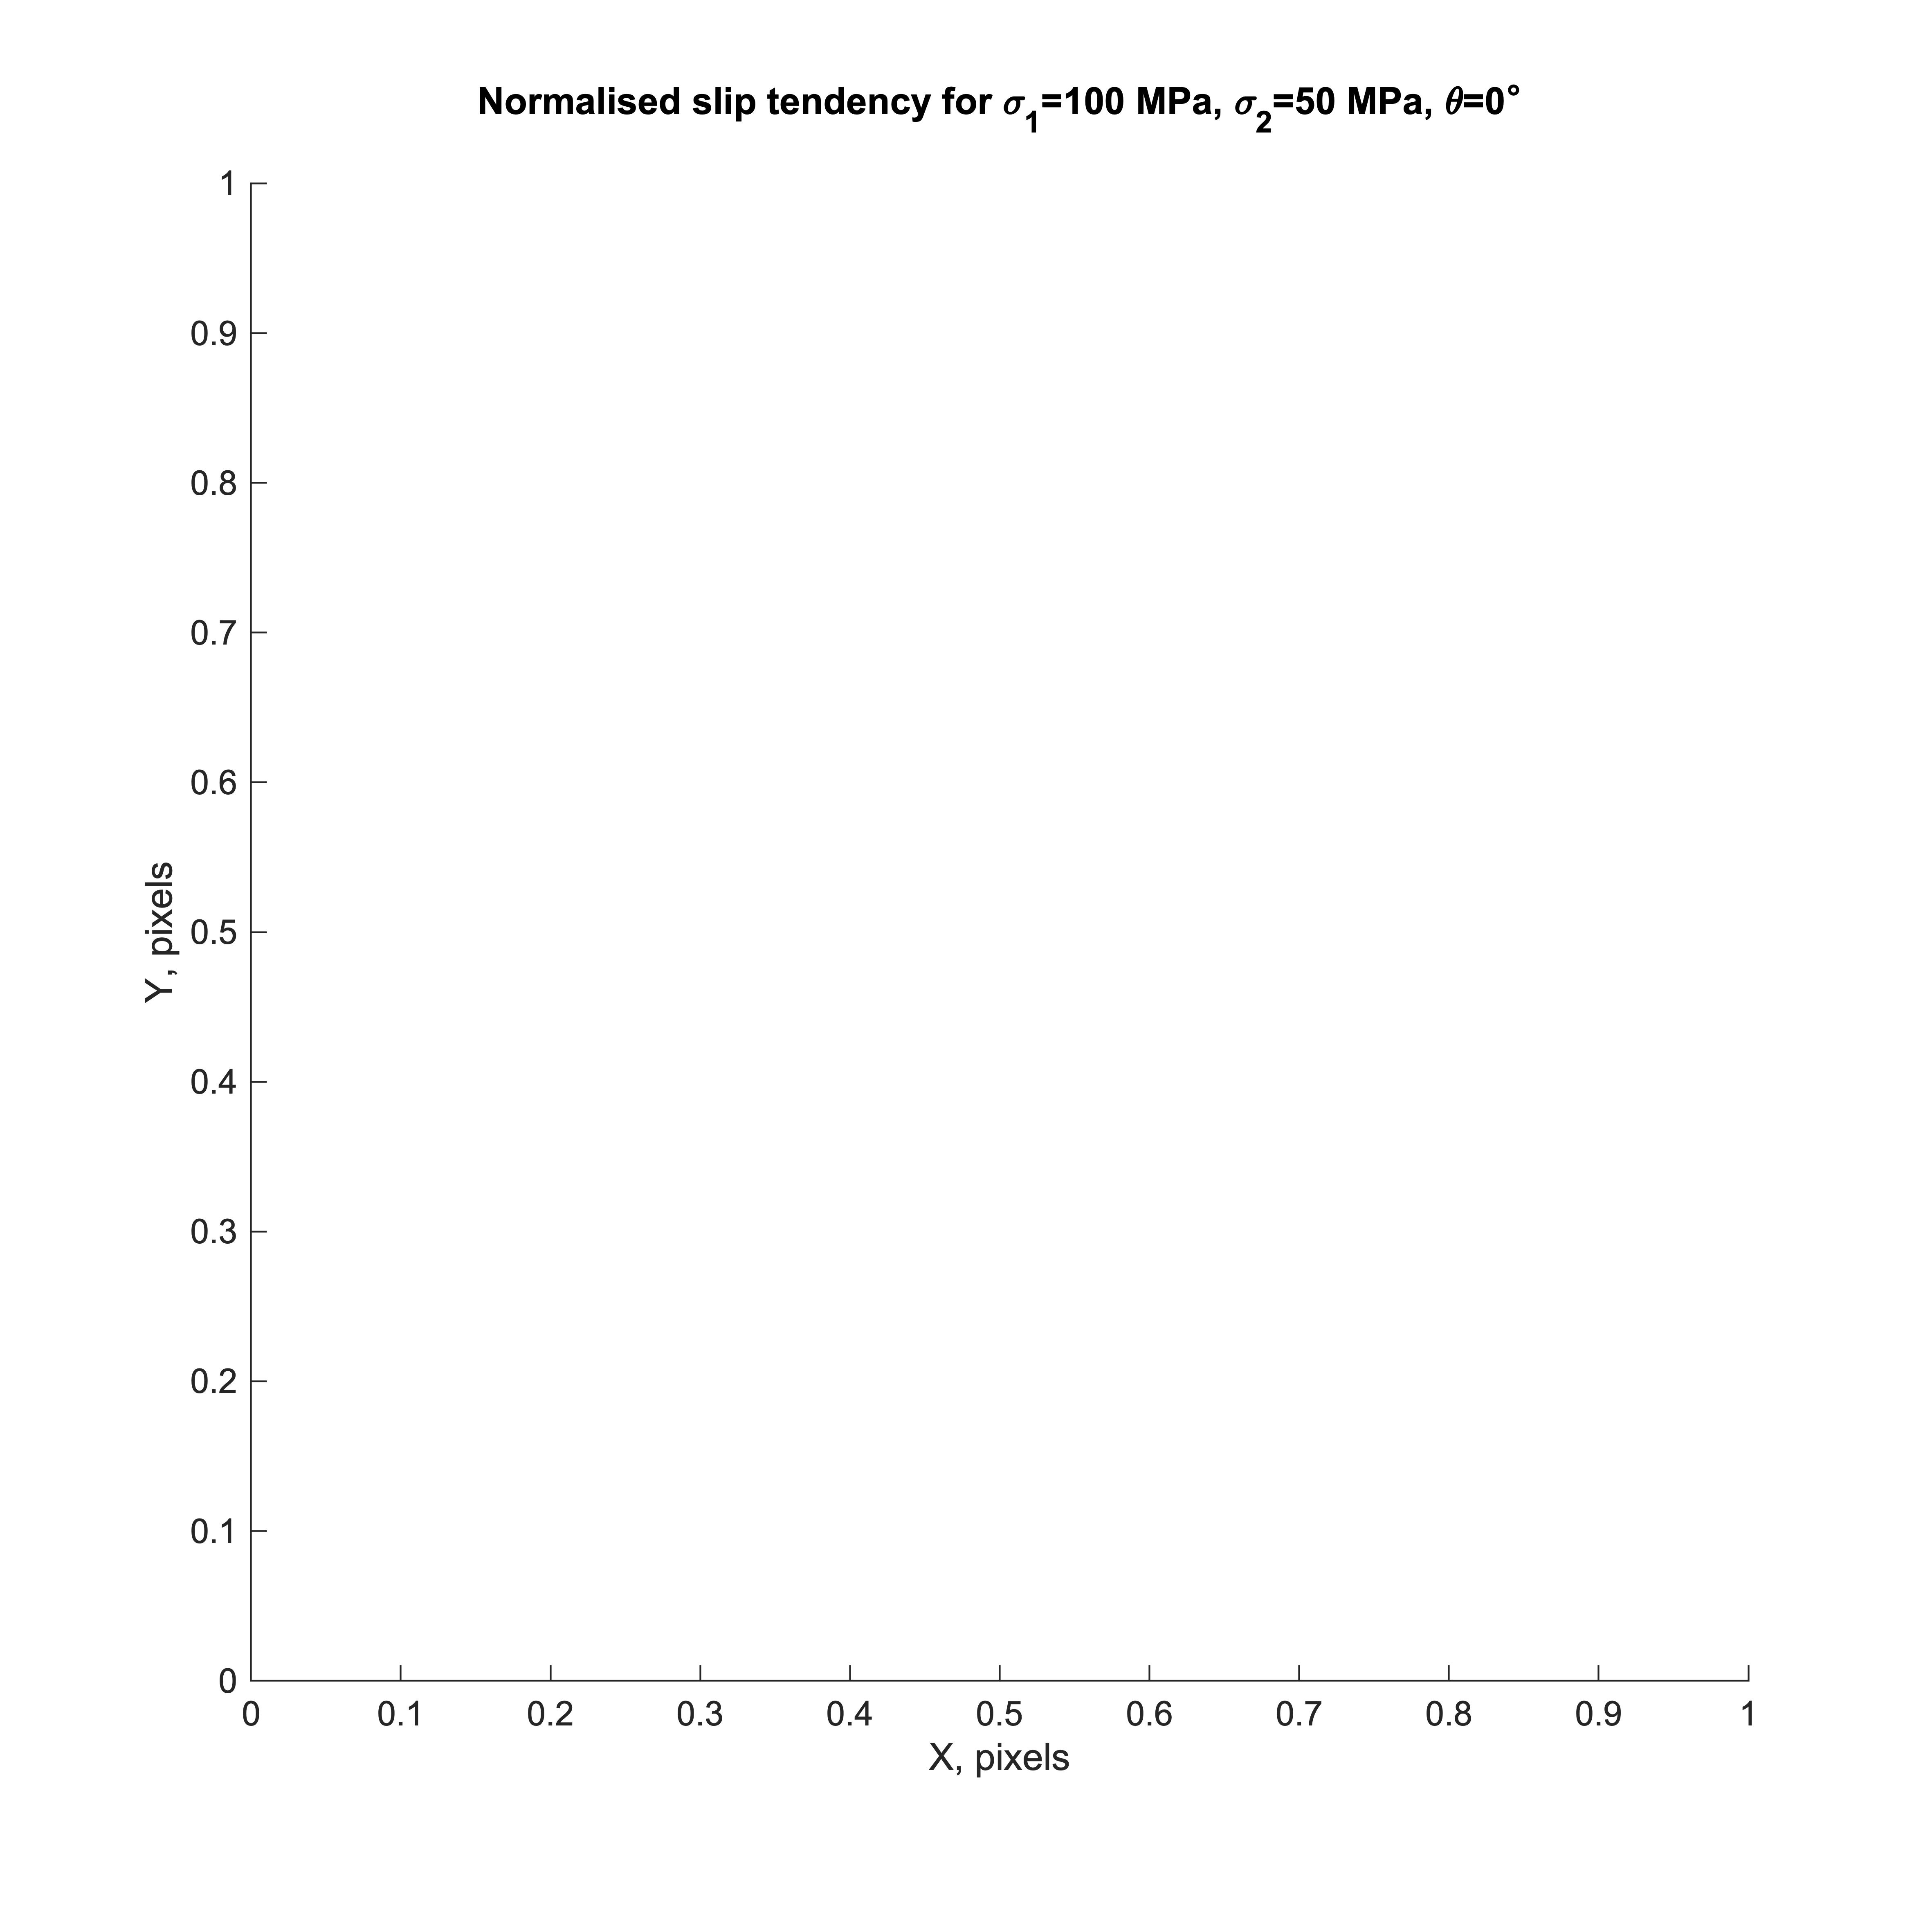 Normalised slip tendency for σ1=100 MPa, σ2=50 MPa, θ=0°
1
0.9
0.8
0.7
0.6
0.5
0.4
0.3
0.2
0.1
0
Y, pixels
0 0.1 0.2 0.3 0.4 0.5 0.6 0.7 0.8 0.9 1
X, pixels